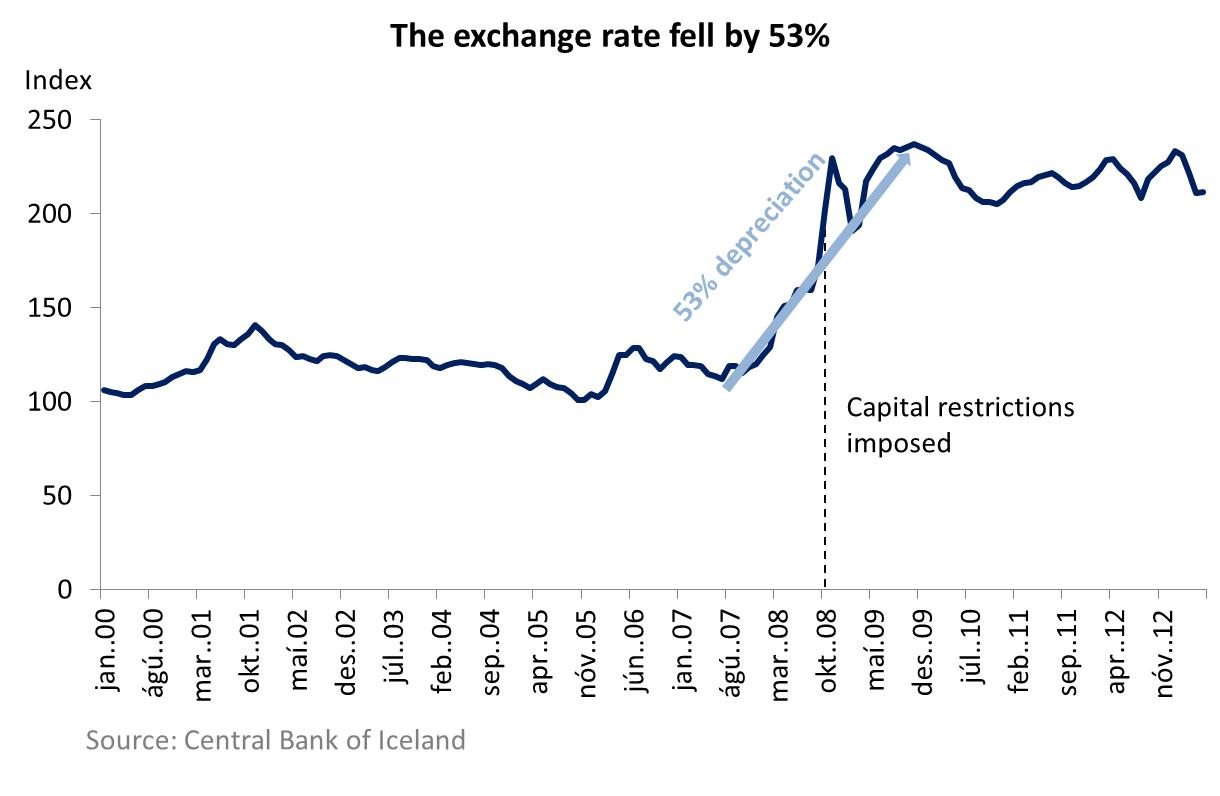 The exchange rate fell by 53%
Index
250
200
150
100
50
0
53% depreciation
Capital restrictions
imposed
jan..00
ágú..00
mar..01
okt..01
maí.02
des..02
júl..03
feb..04
sep..04
apr..05
nóv..05
jún..06
jan..07
ágú..07
mar..08
okt..08
maí.09
des..09
júl..10
feb..11
sep..11
apr..12
nóv..12
Source: Central Bank of Iceland